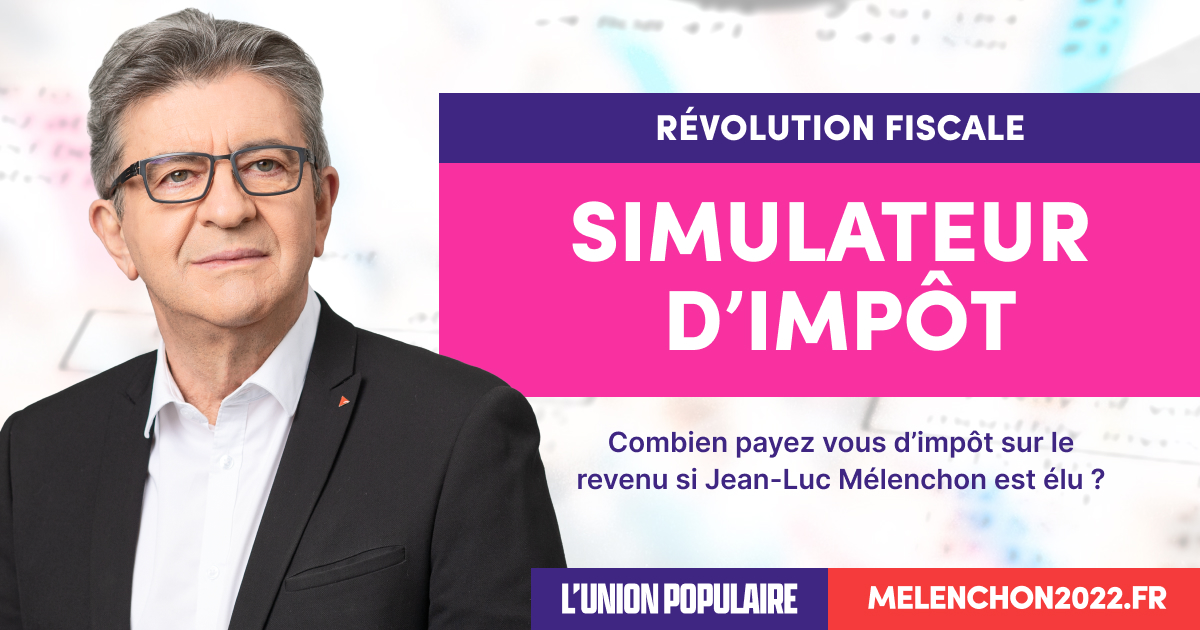 RÉVOLUTION FISCALE
SIMULATEUR
D’IMPÔT
Combien payez vous d’impôt sur le
revenu si Jean-Luc Mélenchon est élu ?
L’UNION POPULAIRE
MELENCHON2022.FR